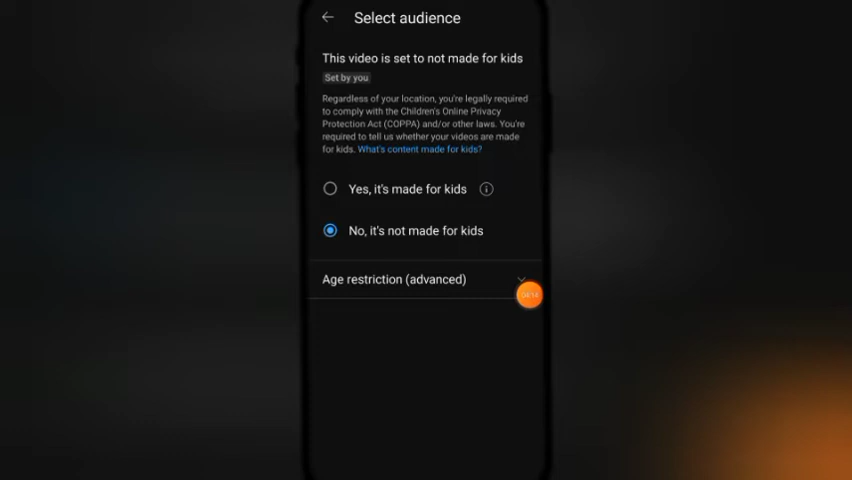 Select audience
This video is set to not made for kids
Set by you
Regardless of your location, you're legally required
to comply with the Children's Online Privacy
Protection Act (COPPA) and/or other laws. You're
required to tell us whether your videos are made
for kids. What's content made for kids?
Yes, it's made for kids
No, it's not made for kids
Age restriction (advanced)